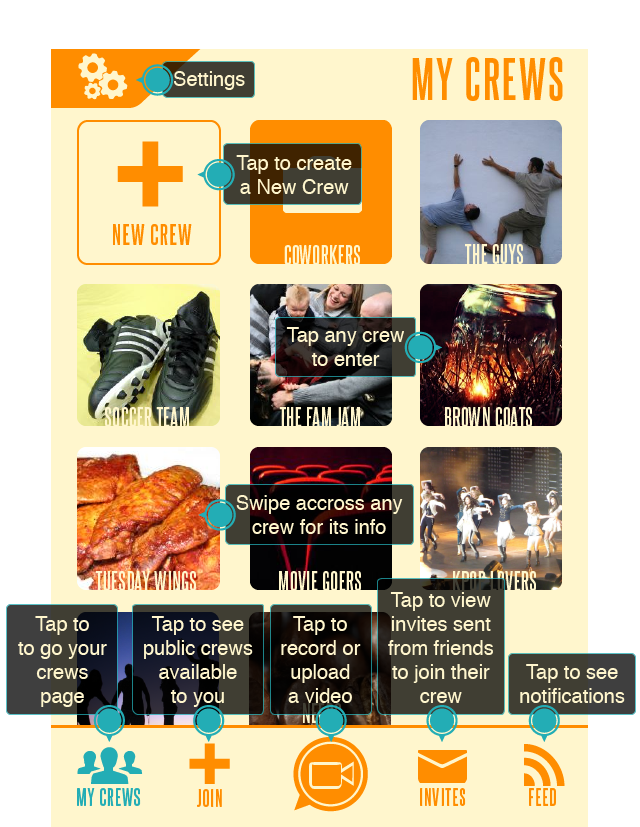 Settings
MY CREWS
Tap to create
a New Crew
NEW CREW
COWORKERS
THE GUYS
Tap any crew
to enter
SOCCER TEAM
THE FAM JAM
BROWN COATS
Swipe accross any
crew for its info
TUESDAY WINGS
MOVIE GOERS
KPOP LOVERS
Tap to
to go your
crews
page
Tap to see
public crews
available
to you
Tap to
record or
upload
a video
Tap to view
invites sent
from friends
to join their
crew
Tap to see
notifications
MY CREWS
JOIN
INVITES
FEED